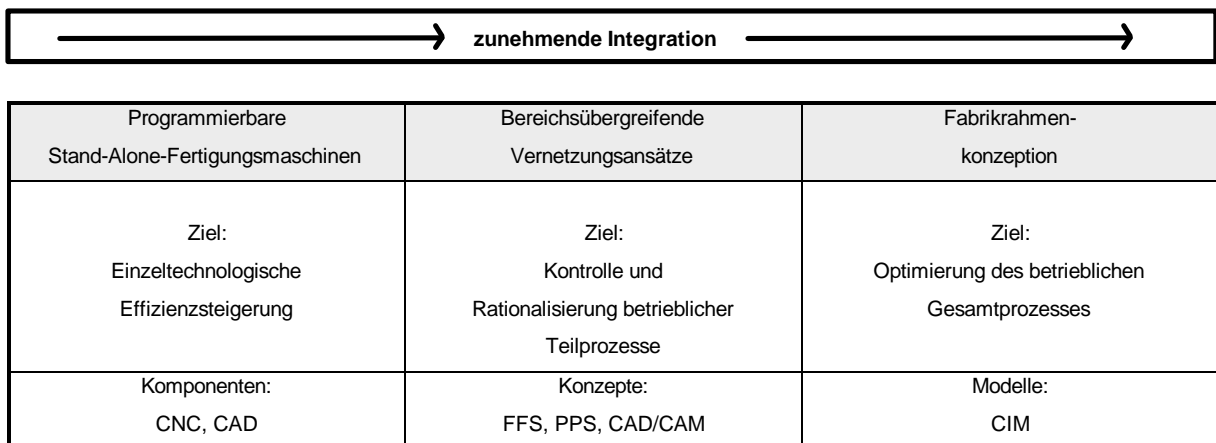 zunehmende Integration
Programmierbare
Stand-Alone-Fertigungsmaschinen
Bereichsübergreifende
Vernetzungsansätze
Fabrikrahmen-
konzeption
Ziel:
Einzeltechnologische
Effizienzsteigerung
Ziel:
Kontrolle und
Rationalisierung betrieblicher
Teilprozesse
Ziel:
Optimierung des betrieblichen
Gesamtprozesses
Komponenten:
CNC, CAD
Konzepte:
FFS, PPS, CAD/CAM
Modelle:
CIM